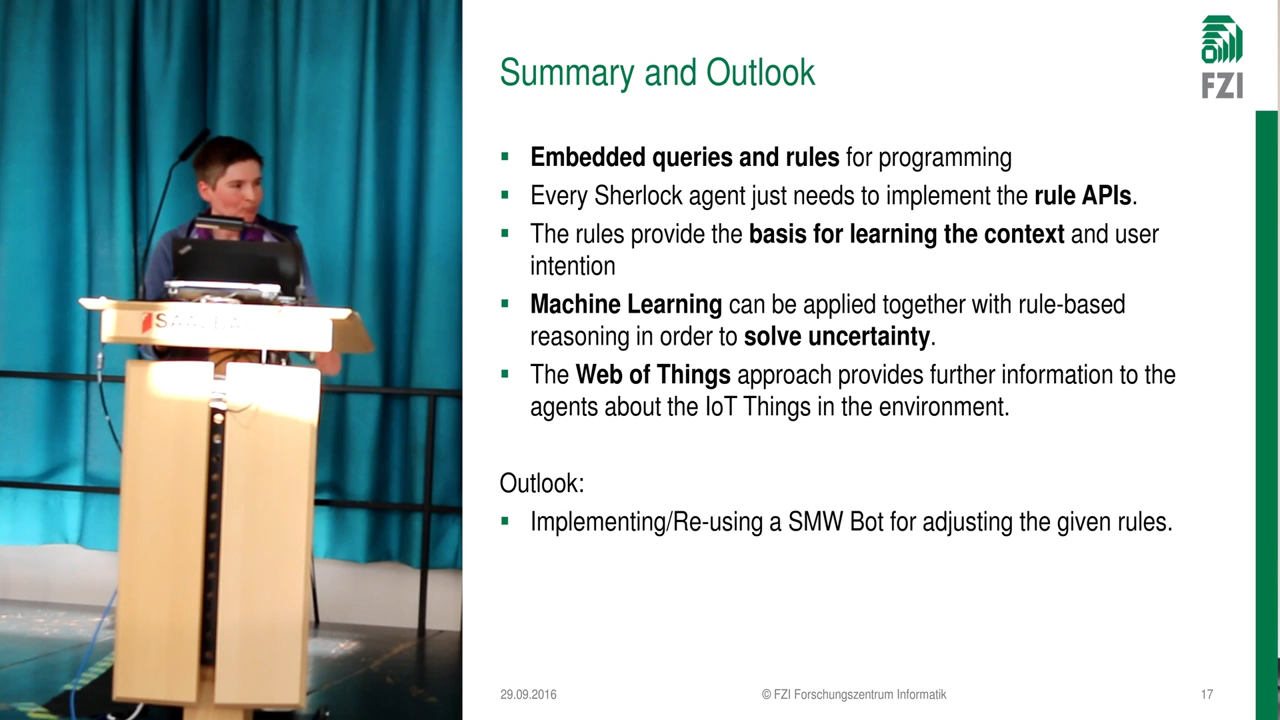 Summary and Outlook
FZI
▪ Embedded queries and rules for programming
▪ Every Sherlock agent just needs to implement the rule APIs.
▪ The rules provide the basis for learning the context and user
intention
▪ Machine Learning can be applied together with rule-based
reasoning in order to solve uncertainty.
▪ The Web of Things approach provides further information to the
agents about the IoT Things in the environment.
Outlook:
▪ Implementing/Re-using a SMW Bot for adjusting the given rules.
29.09.2016
© FZI Forschungszentrum Informatik
17